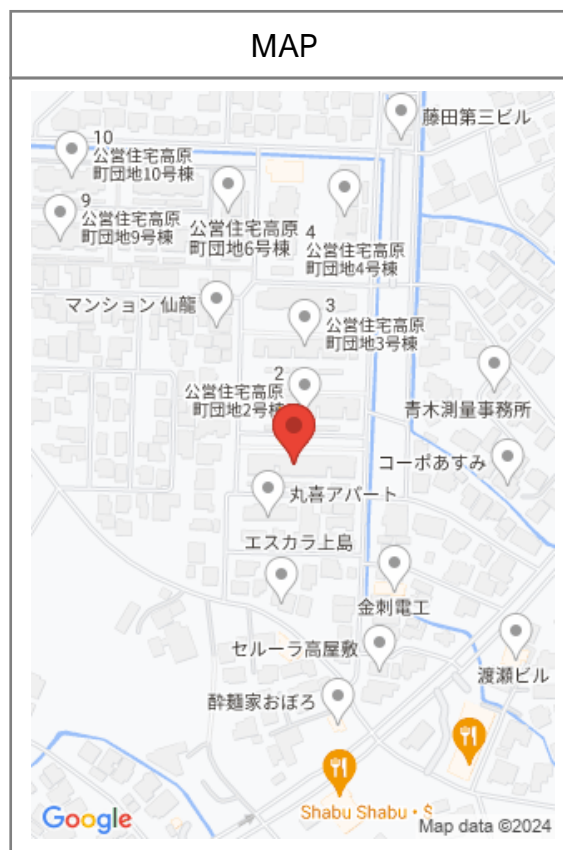 MAP
藤田第三ビル
10
公営住宅高原
町団地10号棟
9
公営住宅高原
町団地9号棟
公営住宅高原
町団地6号棟
4
公営住宅高原
町団地4号棟
マンション 仙龍
3
公営住宅高原
町団地3号棟
2
公営住宅高原
町団地2号棟
青木測量事務所
コーポあすみ
丸喜アパート
エスカラ上島
金刺電工
セルーラ高屋敷
渡瀬ビル
酔麺家おぼろ
Shabu Shabu・S
Google
Map data ©2024